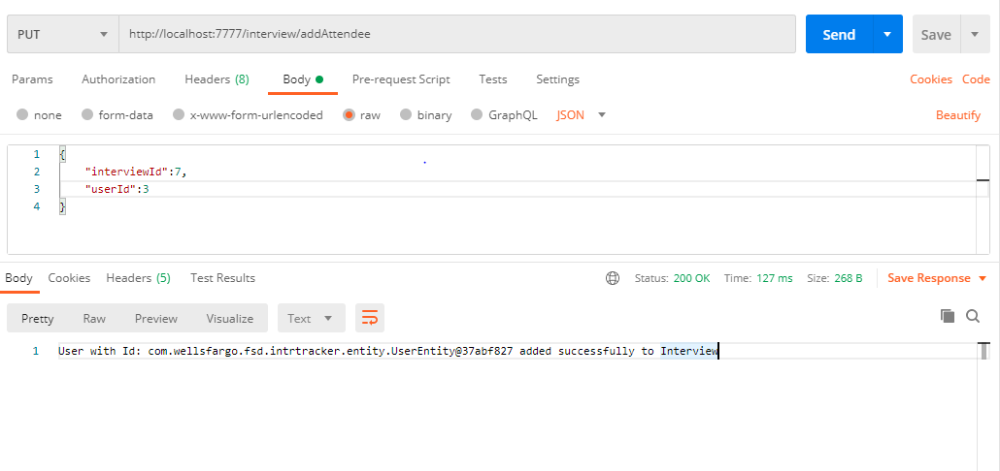 PUT http://localhost:7777/interview/addAttendee Send Save
Params Authorization Headers (8) Body Pre-request Script Tests Settings Cookies Code
none form-data x-www-form-urlencoded raw binary GraphQL JSON Beautify
1 {
2 "interviewId":7,
3 "userId":3
4 }
Body Cookies Headers (5) Test Results Status: 200 OK Time: 127 ms Size: 268 B Save Response
Pretty Raw Preview Visualize Text
1 User with Id: com.wellsfargo.fsd.intrtracker.entity.UserEntity@37abf827 added successfully to Interview